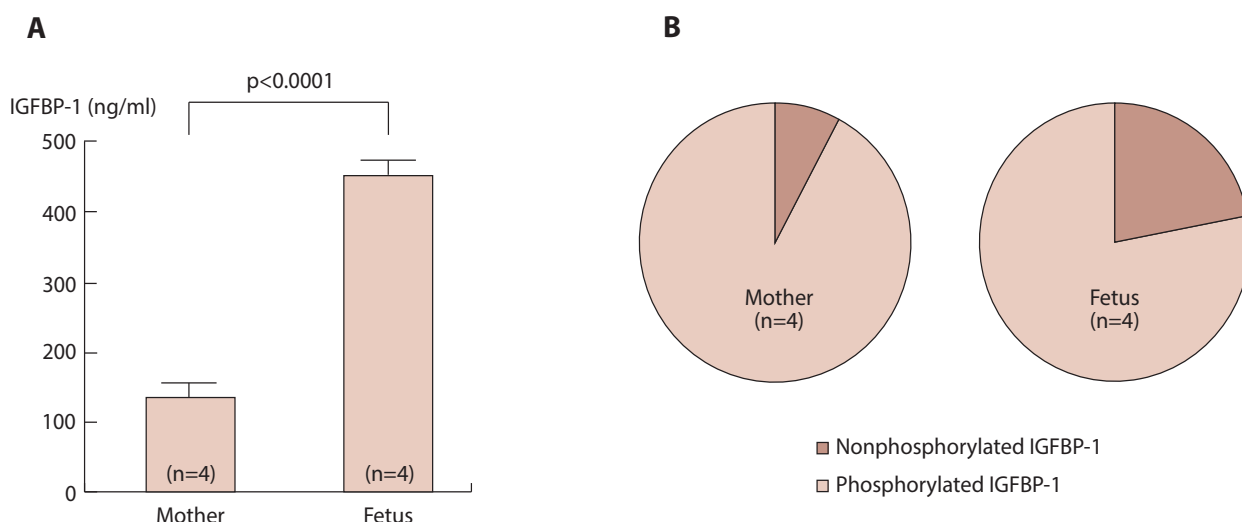 A
p<0.0001
IGFBP-1 (ng/ml)
500
400
300
200
100
0
(n=4)
(n=4)
Mother
Fetus
B
Mother
(n=4)
Fetus
(n=4)
Nonphosphorylated IGFBP-1
Phosphorylated IGFBP-1